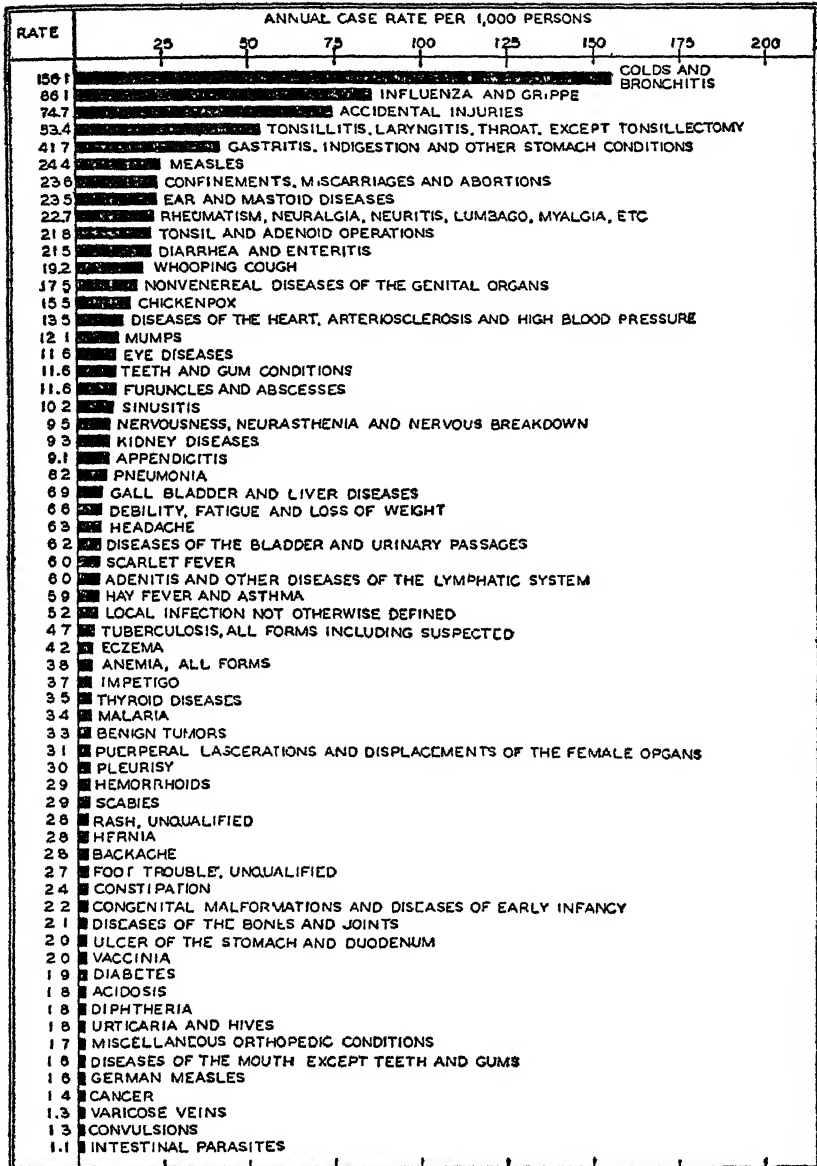 ANNUAL CASE RATE PER 1,000 PERSONS
RATE
25 50 75 100 125 150 175 200
156 1 COLDS AND BRONCHITIS
86 1 INFLUENZA AND GRIPPE
74.7 ACCIDENTAL INJURIES
53.4 TONSILLITIS, LARYNGITIS, THROAT, EXCEPT TONSILLECTOMY
41 7 GASTRITIS, INDIGESTION AND OTHER STOMACH CONDITIONS
24 4 MEASLES
23 6 CONFINEMENTS, MISCARRIAGES AND ABORTIONS
23 5 EAR AND MASTOID DISEASES
22.7 RHEUMATISM, NEURALGIA, NEURITIS, LUMBAGO, MYALGIA, ETC
21 8 TONSIL AND ADENOID OPERATIONS
21 5 DIARRHEA AND ENTERITIS
19.2 WHOOPING COUGH
17 5 NONVENEREAL DISEASES OF THE GENITAL ORGANS
15 5 CHICKENPOX
13 5 DISEASES OF THE HEART, ARTERIOSCLEROSIS AND HIGH BLOOD PRESSURE
12 1 MUMPS
11 6 EYE DISEASES
11.6 TEETH AND GUM CONDITIONS
11.6 FURUNCLES AND ABSCESSES
10 2 SINUSITIS
9 5 NERVOUSNESS, NEURASTHENIA AND NERVOUS BREAKDOWN
9 3 KIDNEY DISEASES
9.1 APPENDICITIS
8 2 PNEUMONIA
6 9 GALL BLADDER AND LIVER DISEASES
6 6 DEBILITY, FATIGUE AND LOSS OF WEIGHT
6 3 HEADACHE
6 2 DISEASES OF THE BLADDER AND URINARY PASSAGES
6 0 SCARLET FEVER
6 0 ADENITIS AND OTHER DISEASES OF THE LYMPHATIC SYSTEM
5 9 HAY FEVER AND ASTHMA
5 2 LOCAL INFECTION NOT OTHERWISE DEFINED
4 7 TUBERCULOSIS, ALL FORMS INCLUDING SUSPECTED
4 2 ECZEMA
3 8 ANEMIA, ALL FORMS
3 7 IMPETIGO
3 5 THYROID DISEASES
3 4 MALARIA
3 3 BENIGN TUMORS
3 1 PUERPERAL LASCERATIONS AND DISPLACEMENTS OF THE FEMALE ORGANS
3 0 PLEURISY
2 9 HEMORRHOIDS
2 9 SCABIES
2 8 RASH, UNQUALIFIED
2 8 HERNIA
2 8 BACKACHE
2 7 FOOT TROUBLE, UNQUALIFIED
2 4 CONSTIPATION
2 2 CONGENITAL MALFORMATIONS AND DISEASES OF EARLY INFANCY
2 1 DISEASES OF THE BONES AND JOINTS
2 0 ULCER OF THE STOMACH AND DUODENUM
2 0 VACCINIA
1 9 DIABETES
1 8 ACIDOSIS
1 8 DIPHTHERIA
1 8 URTICARIA AND HIVES
1 7 MISCELLANEOUS ORTHOPEDIC CONDITIONS
1 6 DISEASES OF THE MOUTH EXCEPT TEETH AND GUMS
1 6 GERMAN MEASLES
1 4 CANCER
1.3 VARICOSE VEINS
1 3 CONVULSIONS
1.1 INTESTINAL PARASITES